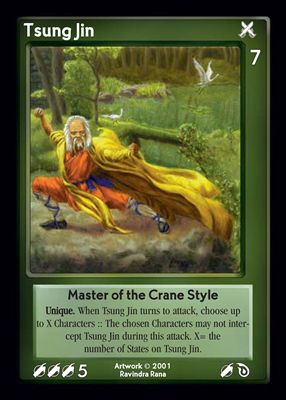 Tsung Jin
7
Master of the Crane Style
Unique. When Tsung Jin turns to attack, choose up
to X Characters :: The chosen Characters may not inter-
cept Tsung Jin during this attack. X= the
number of States on Tsung Jin.
5
Artwork © 2001
Ravindra Rana